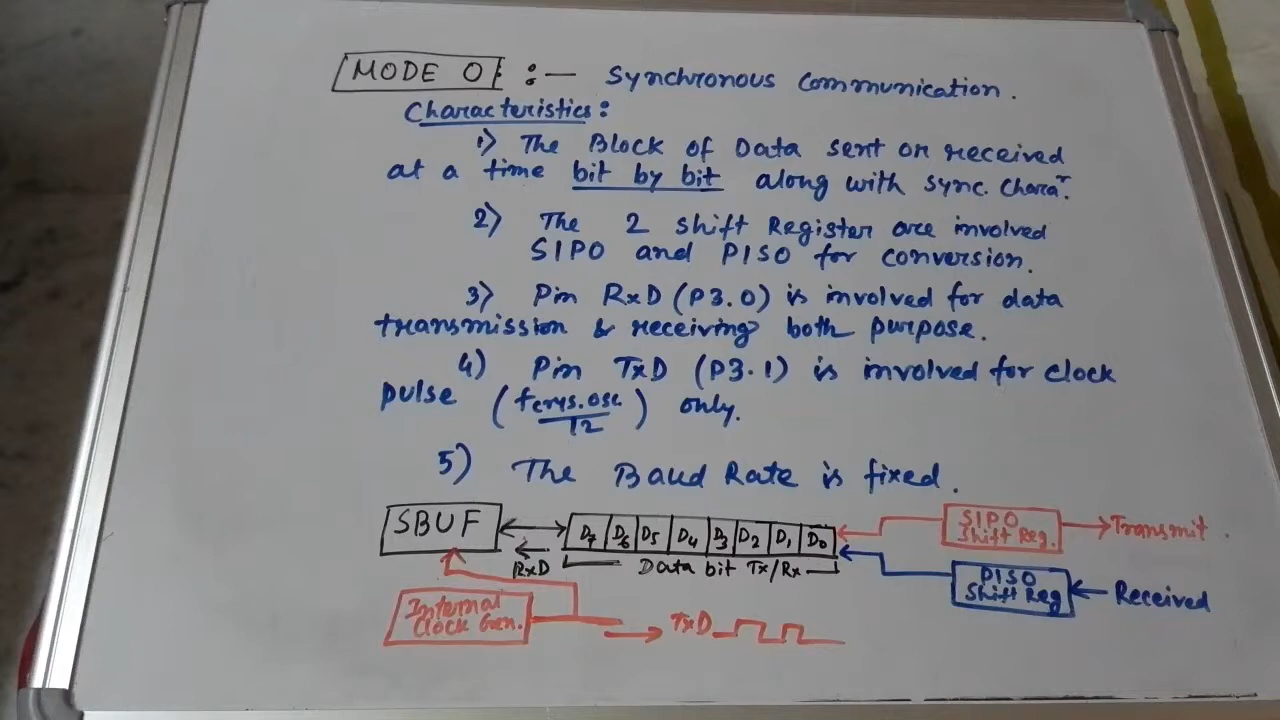 MODE 0 :- Synchronous Communication.
Characteristics:
1) The Block of Data sent or received
at a time bit by bit along with sync. Charar.
2) The 2 shift Register are involved
SIPO and PISO for conversion.
3) Pin RxD (P3.0) is involved for data
transmission & receiving both purpose.
4) Pin TxD (P3.1) is involved for clock
pulse (fcrys.osc/12) only.
5) The Baud Rate is fixed.
SBUF D7 D6 D5 D4 D3 D2 D1 D0 SIPO Shift Reg. Transmit.
RxD Data bit Tx/Rx PISO Shift Reg Received
Internal Clock Gen. TxD